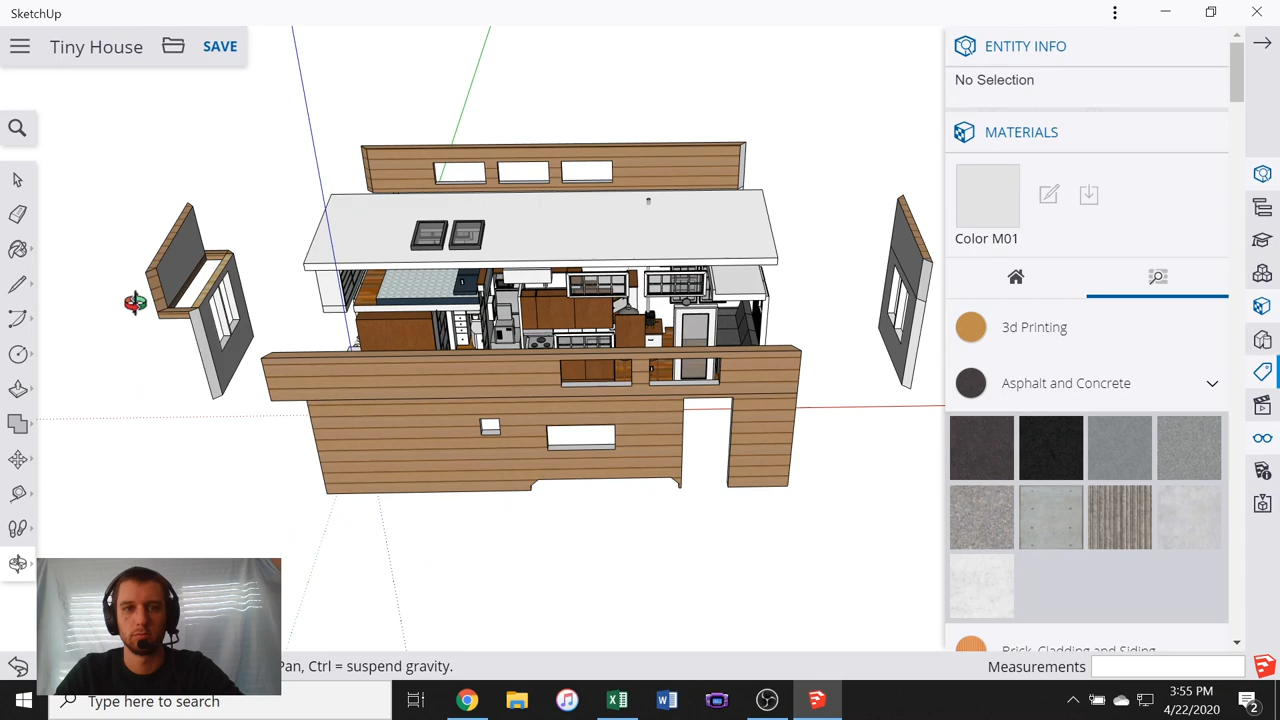 SketchUp
Tiny House
SAVE
ENTITY INFO
No Selection
MATERIALS
Color M01
3d Printing
Asphalt and Concrete
Brick, Cladding and Siding
Pan, Ctrl = suspend gravity.
Measurements
Type here to search
3:55 PM
4/22/2020
2